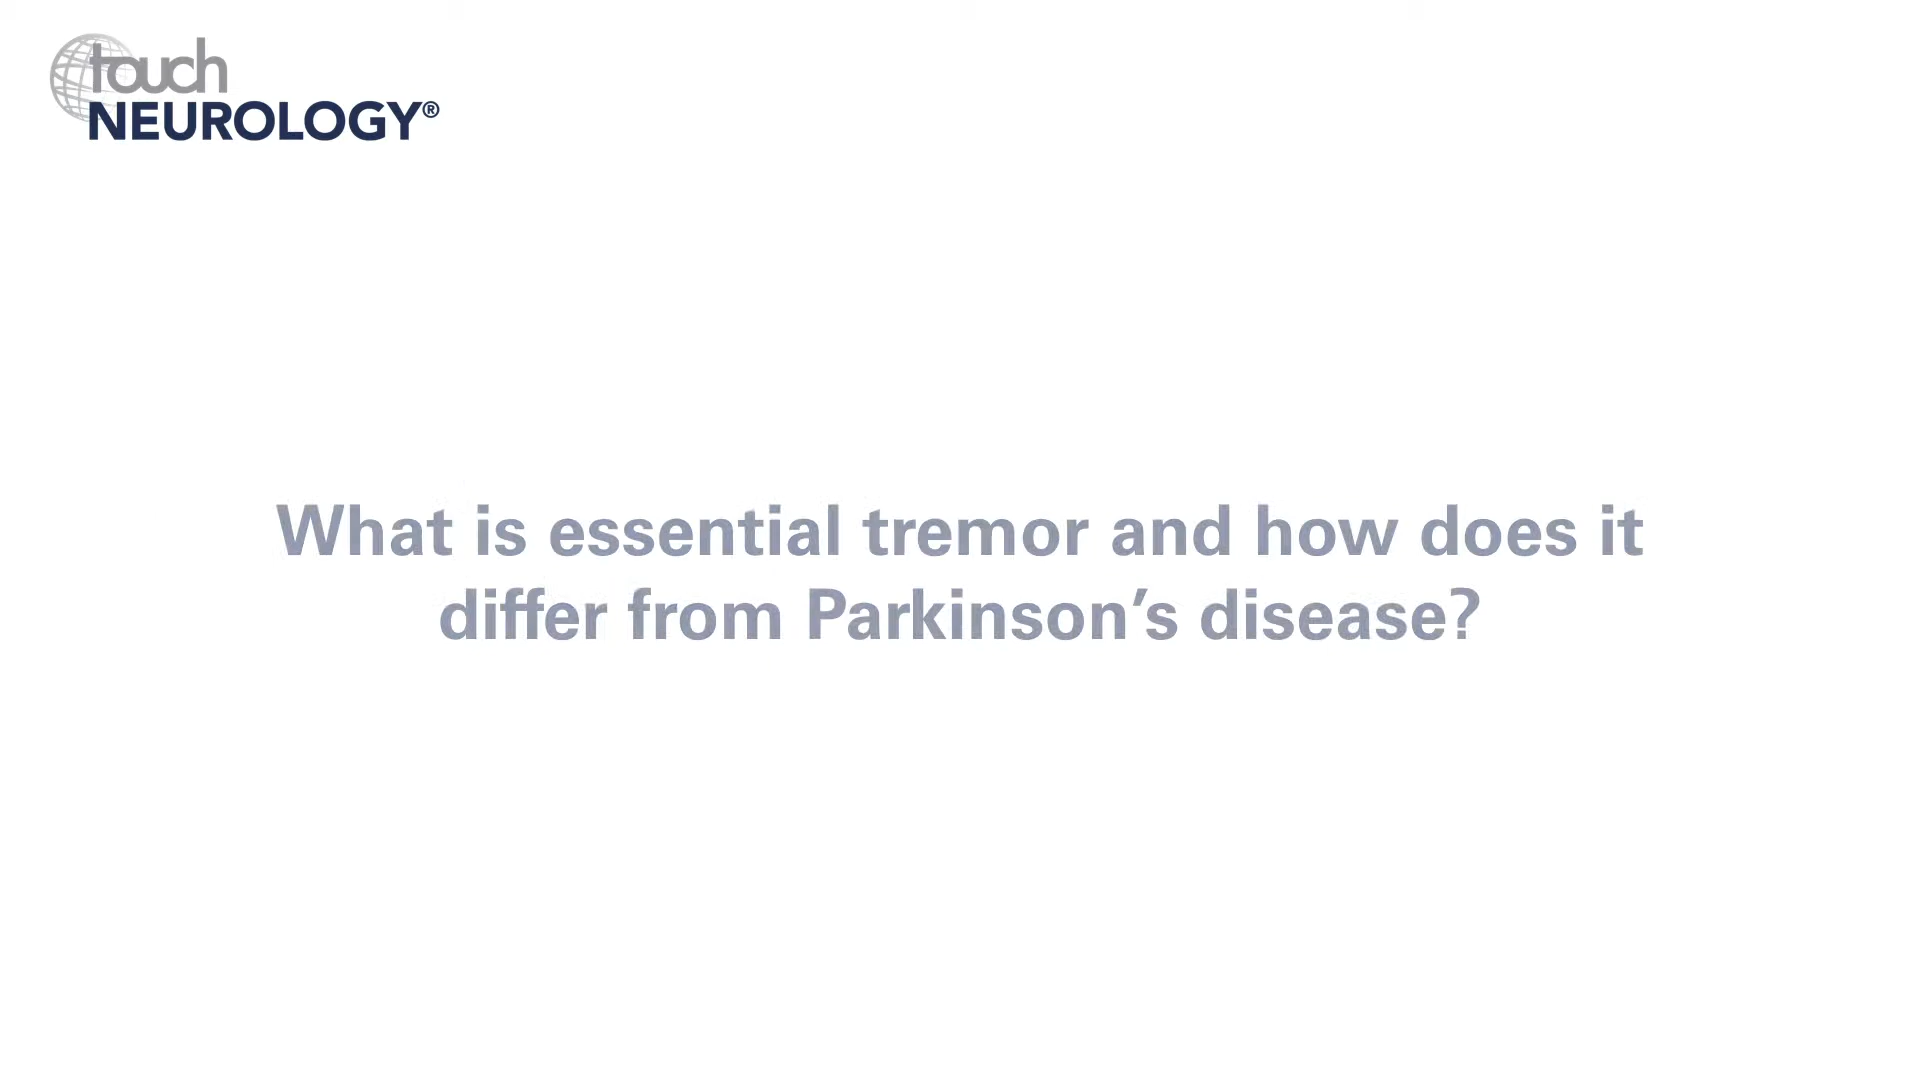 touch
NEUROLOGY®
What is essential tremor and how does it
differ from Parkinson’s disease?